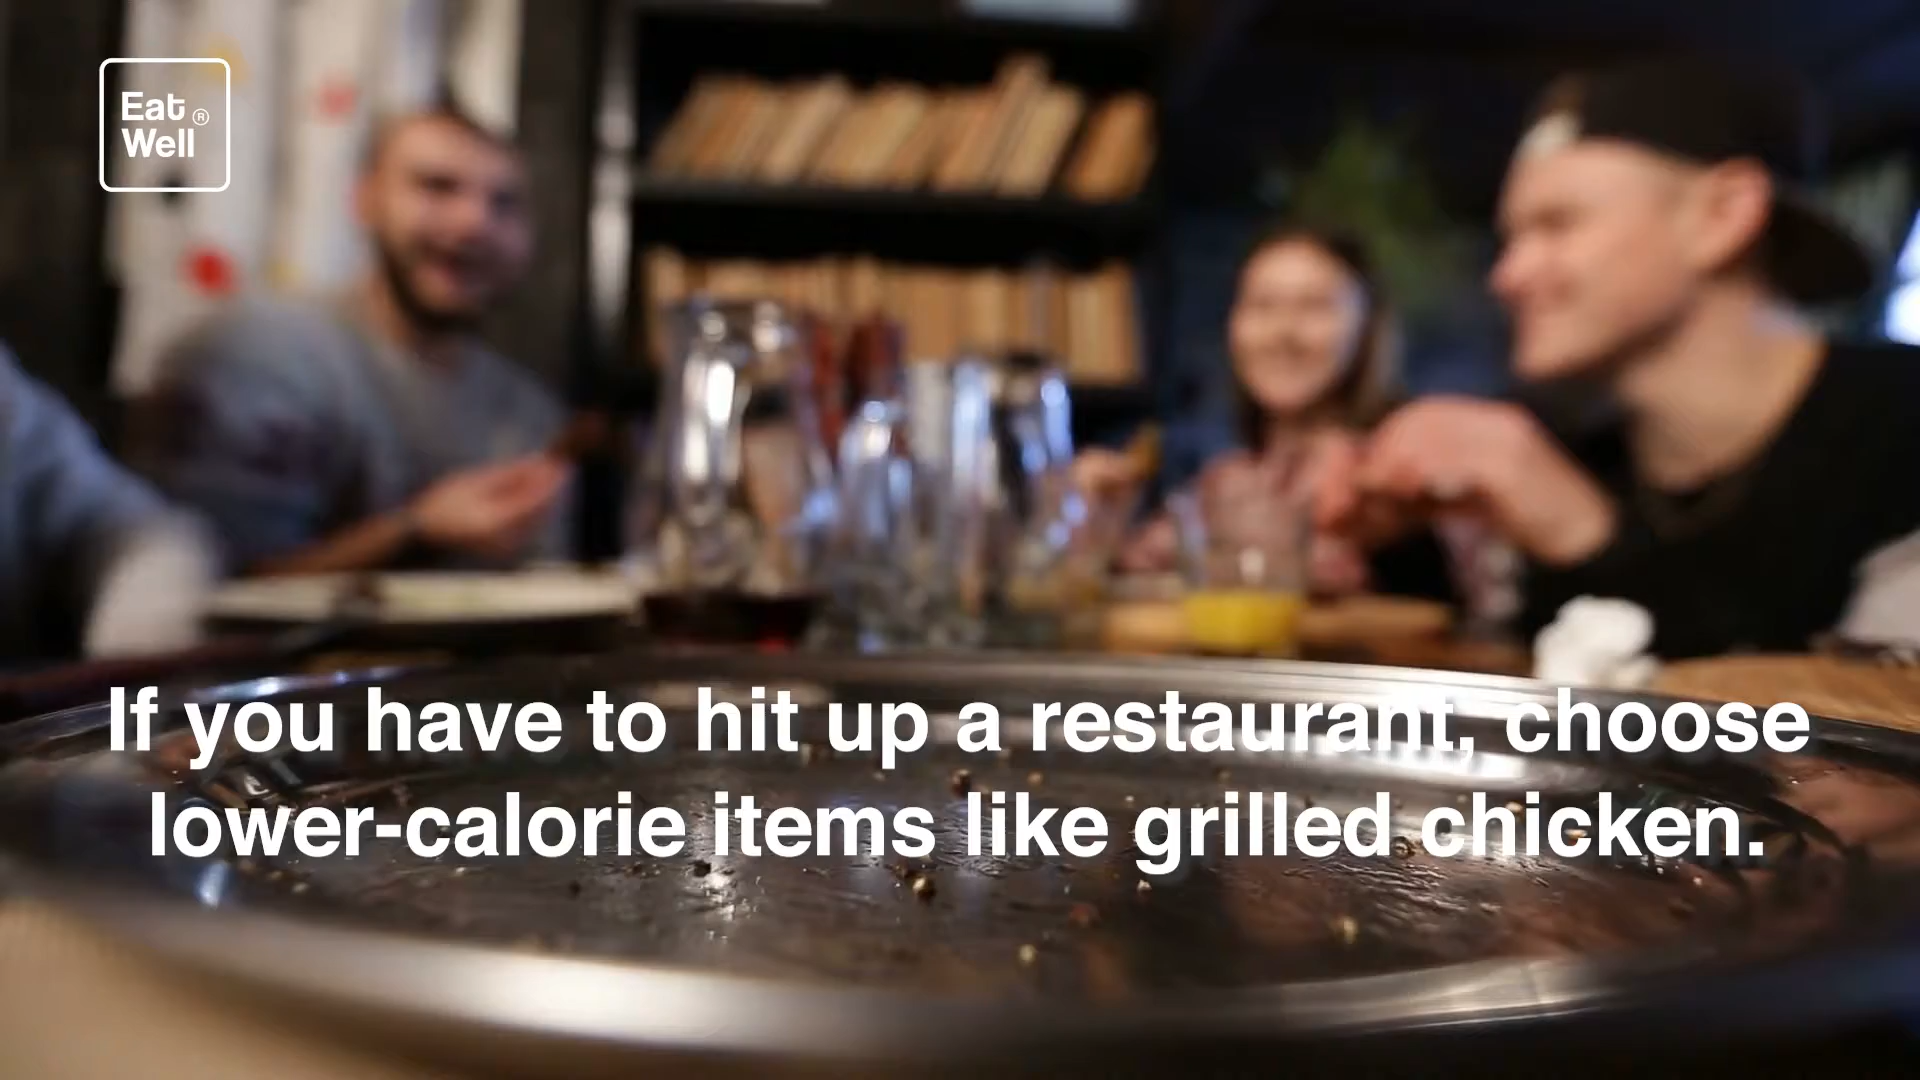 Eat ®
Well
If you have to hit up a restaurant, choose
lower-calorie items like grilled chicken.